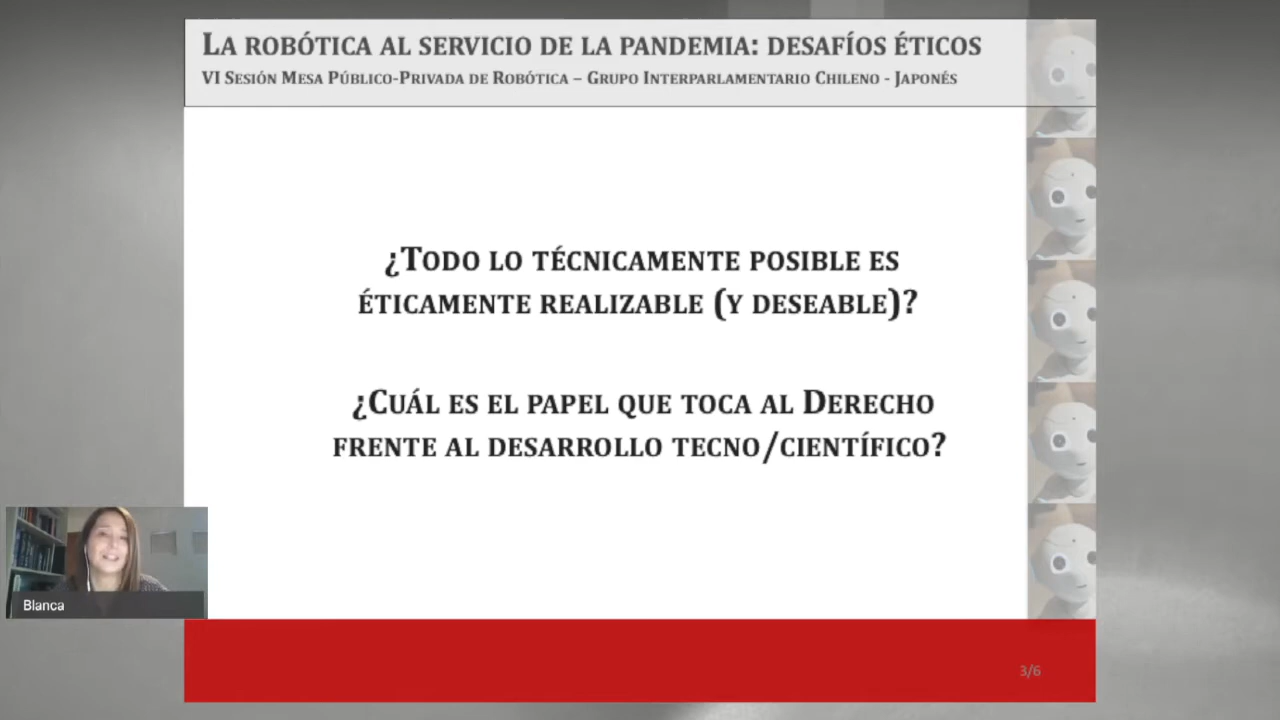 La robótica al servicio de la pandemia: desafíos éticos
VI Sesión Mesa Público-Privada de Robótica – Grupo Interparlamentario Chileno - Japonés
¿Todo lo técnicamente posible es
éticamente realizable (y deseable)?
¿Cuál es el papel que toca al Derecho
frente al desarrollo tecno/científico?
Blanca
3/6